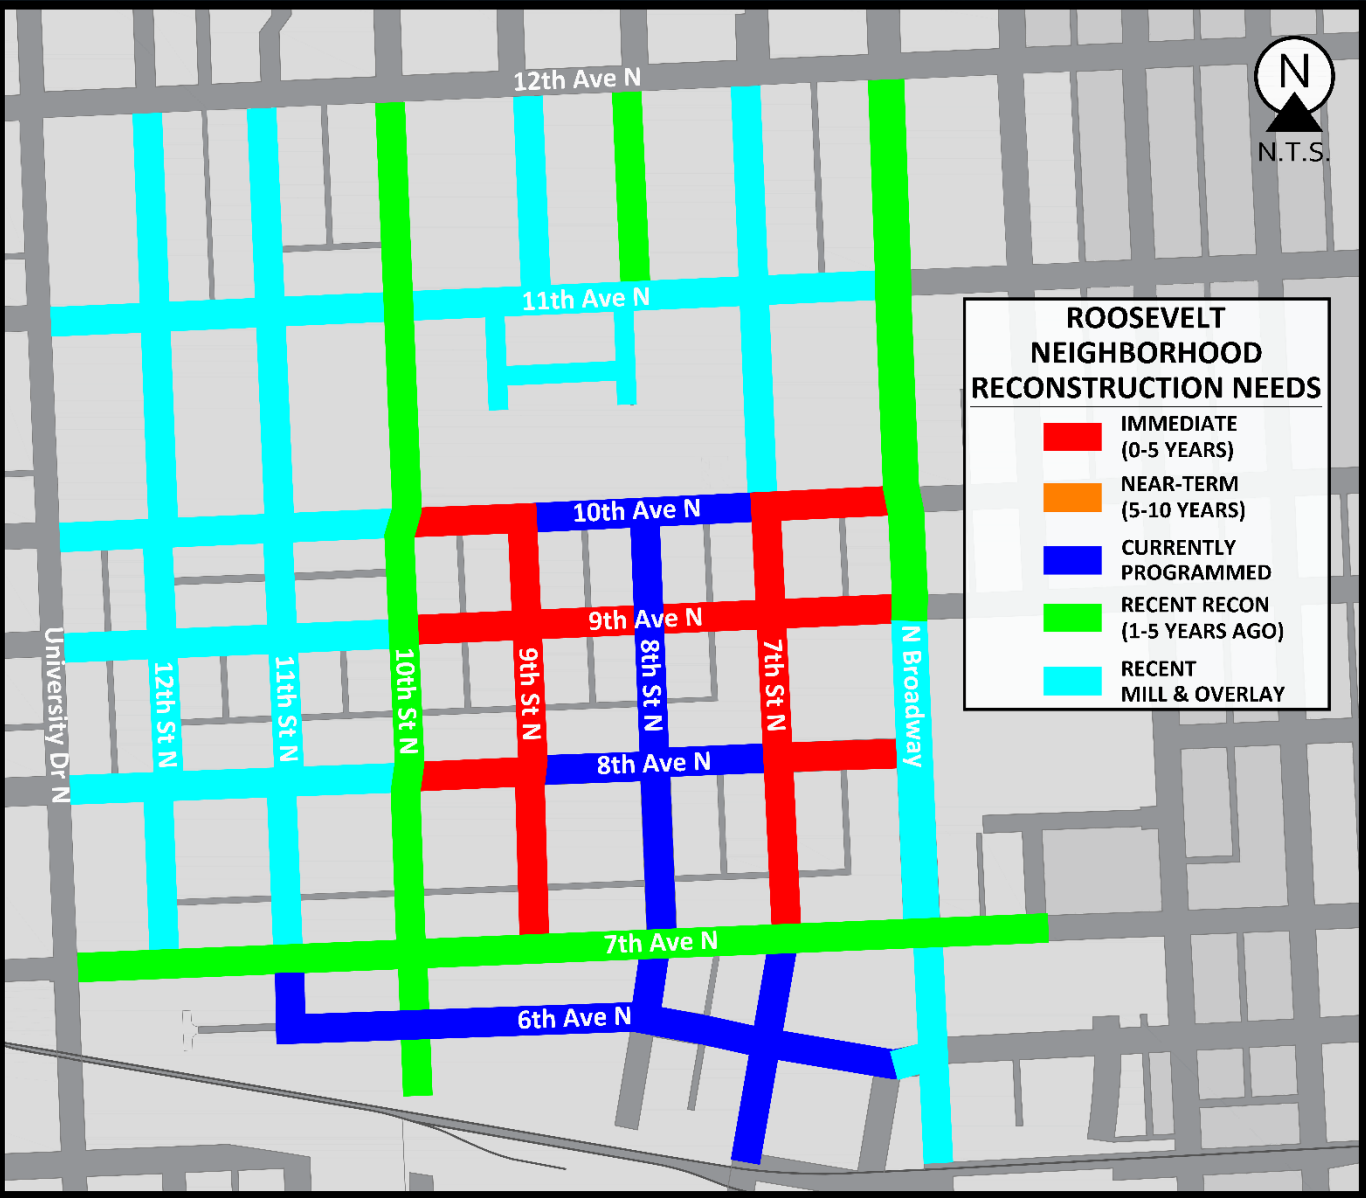 12th Ave N
N
N.T.S.
11th Ave N
ROOSEVELT
NEIGHBORHOOD
RECONSTRUCTION NEEDS
IMMEDIATE
(0-5 YEARS)
NEAR-TERM
(5-10 YEARS)
CURRENTLY
PROGRAMMED
RECENT RECON
(1-5 YEARS AGO)
RECENT
MILL & OVERLAY
10th Ave N
9th Ave N
University Dr N
12th St N
11th St N
10th St N
9th St N
8th St N
7th St N
N Broadway
8th Ave N
7th Ave N
6th Ave N